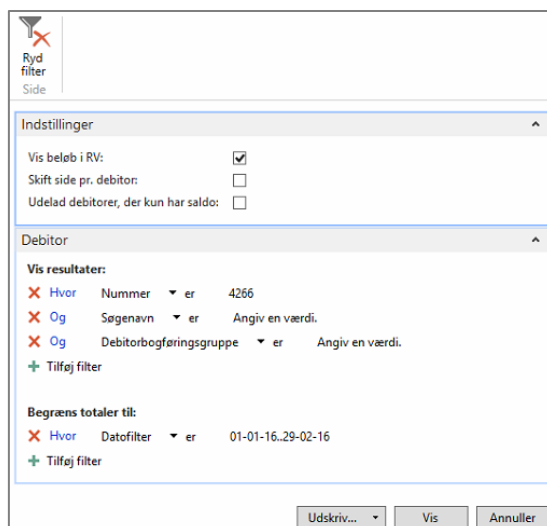 Ryd
filter
Side
Indstillinger
Vis beløb i RV:
Skift side pr. debitor:
Udelad debitorer, der kun har saldo:
Debitor
Vis resultater:
Hvor Nummer er 4266
Og Søgenavn er Angiv en værdi.
Og Debitorbogføringsgruppe er Angiv en værdi.
Tilføj filter
Begræns totaler til:
Hvor Datofilter er 01-01-16..29-02-16
Tilføj filter
Udskriv... Vis Annuller